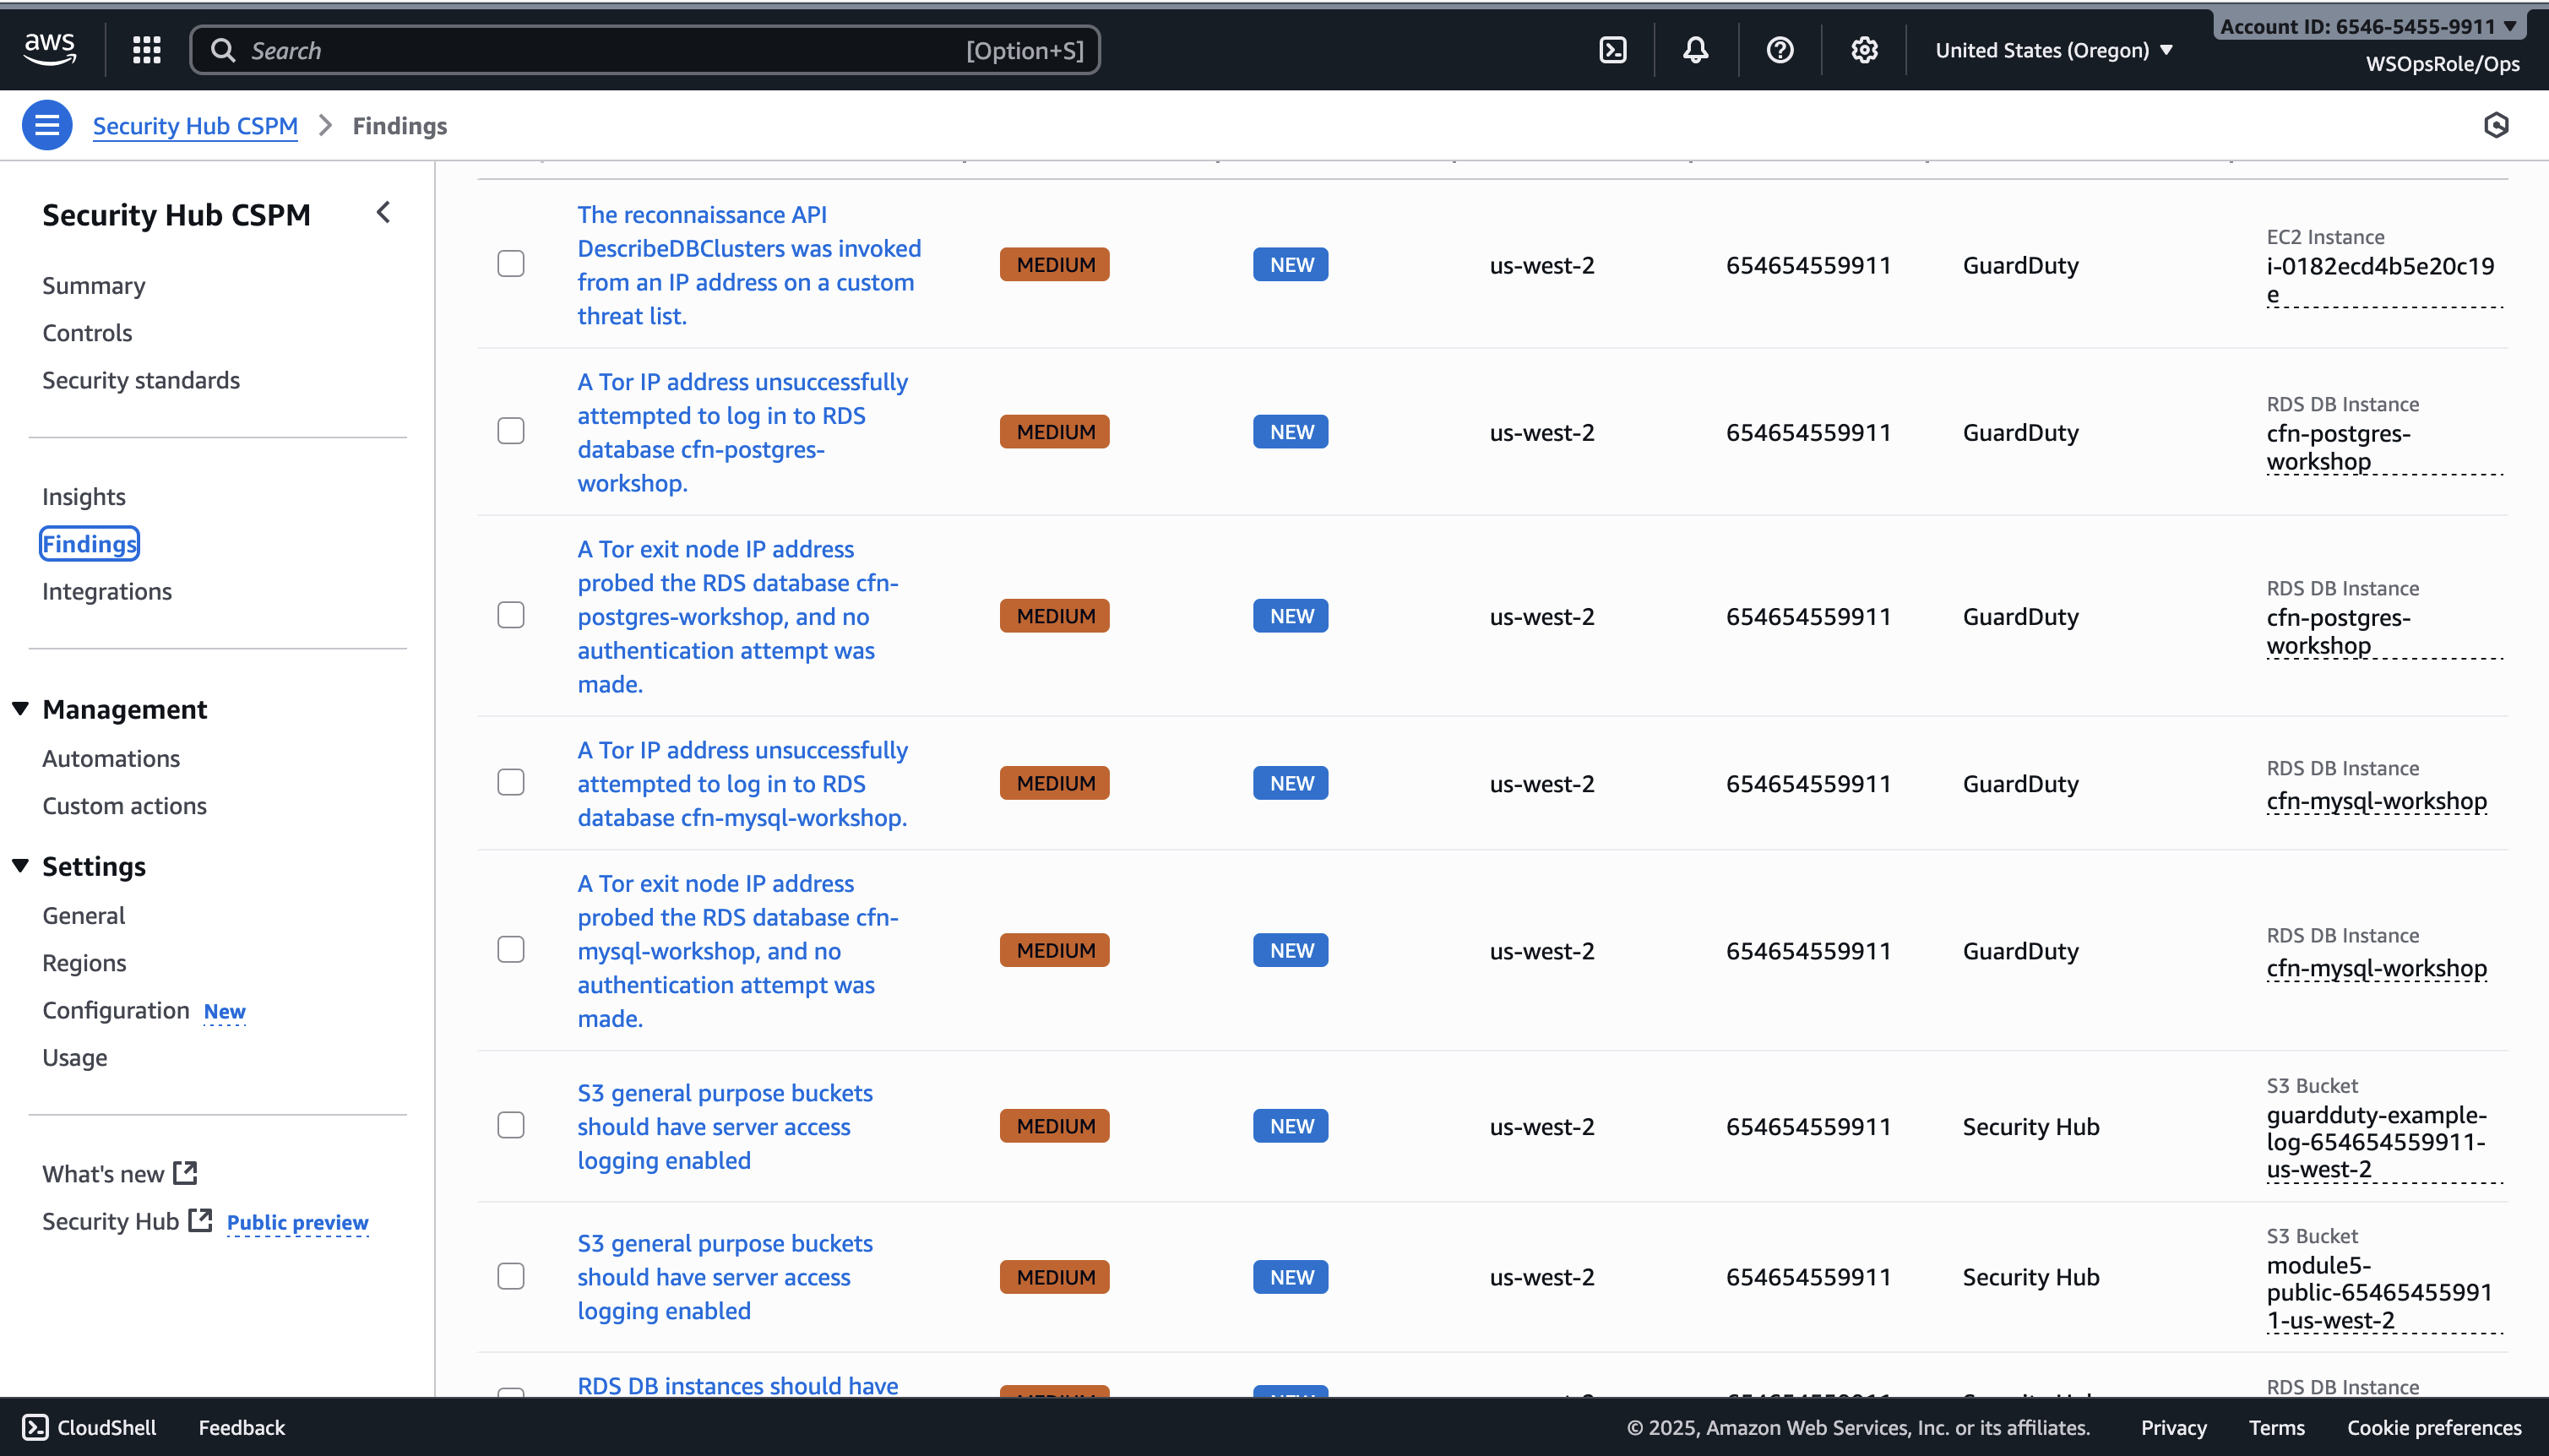 aws
Search
[Option+S]
United States (Oregon)
Account ID: 6546-5455-9911
WSOpsRole/Ops
Security Hub CSPM
Findings
Security Hub CSPM
Summary
Controls
Security standards
Insights
Findings
Integrations
Management
Automations
Custom actions
Settings
General
Regions
Configuration New
Usage
What's new
Security Hub Public preview
The reconnaissance API
DescribeDBClusters was invoked
from an IP address on a custom
threat list.
MEDIUM
NEW
us-west-2
654654559911
GuardDuty
EC2 Instance
i-0182ecd4b5e20c19
e
A Tor IP address unsuccessfully
attempted to log in to RDS
database cfn-postgres-
workshop.
MEDIUM
NEW
us-west-2
654654559911
GuardDuty
RDS DB Instance
cfn-postgres-
workshop
A Tor exit node IP address
probed the RDS database cfn-
postgres-workshop, and no
authentication attempt was
made.
MEDIUM
NEW
us-west-2
654654559911
GuardDuty
RDS DB Instance
cfn-postgres-
workshop
A Tor IP address unsuccessfully
attempted to log in to RDS
database cfn-mysql-workshop.
MEDIUM
NEW
us-west-2
654654559911
GuardDuty
RDS DB Instance
cfn-mysql-workshop
A Tor exit node IP address
probed the RDS database cfn-
mysql-workshop, and no
authentication attempt was
made.
MEDIUM
NEW
us-west-2
654654559911
GuardDuty
RDS DB Instance
cfn-mysql-workshop
S3 general purpose buckets
should have server access
logging enabled
MEDIUM
NEW
us-west-2
654654559911
Security Hub
S3 Bucket
guardduty-example-
log-654654559911-
us-west-2
S3 general purpose buckets
should have server access
logging enabled
MEDIUM
NEW
us-west-2
654654559911
Security Hub
S3 Bucket
module5-
public-65465455991
1-us-west-2
RDS DB instances should have
RDS DB Instance
CloudShell
Feedback
© 2025, Amazon Web Services, Inc. or its affiliates.
Privacy
Terms
Cookie preferences